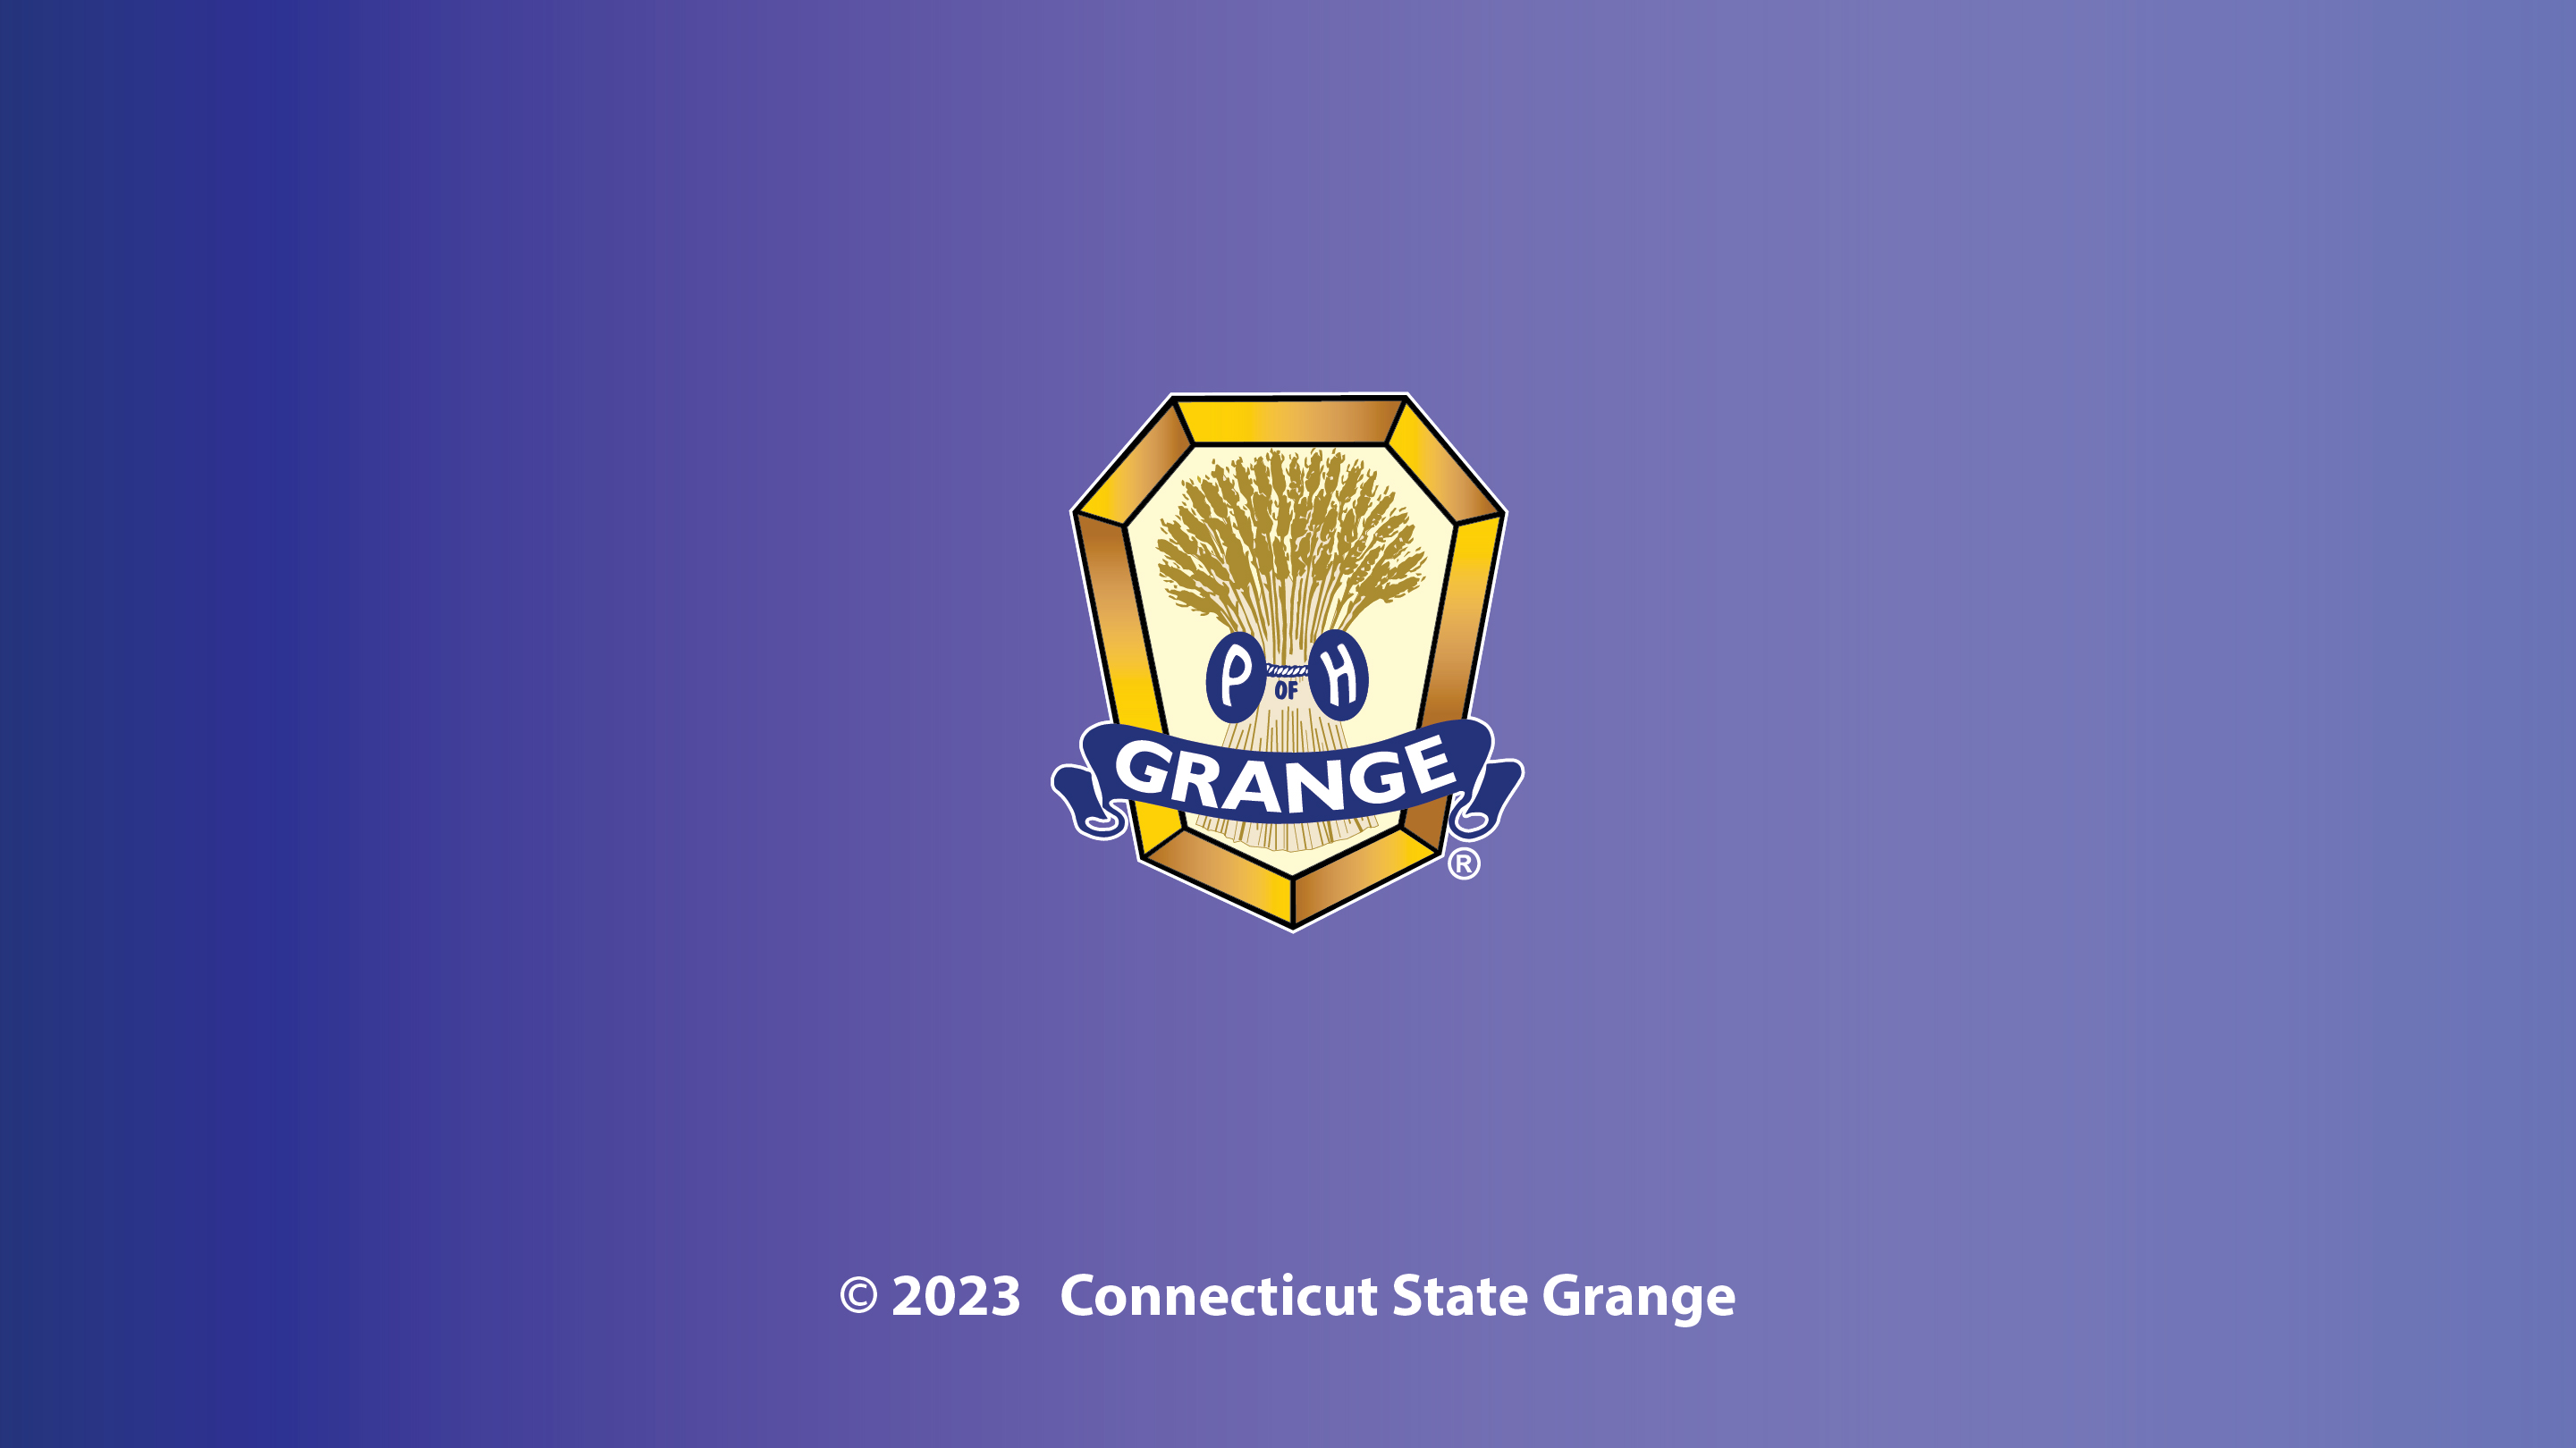 P OF H
GRANGE
®
© 2023 Connecticut State Grange